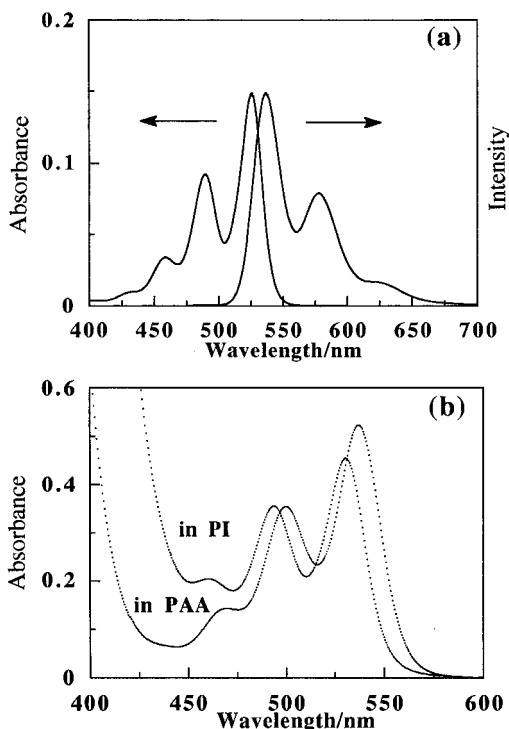 (a)
0.2
0.1
0
Absorbance
Intensity
400 450 500 550 600 650 700
Wavelength/nm
(b)
0.6
0.4
0.2
0
Absorbance
in PI
in PAA
400 450 500 550 600
Wavelength/nm